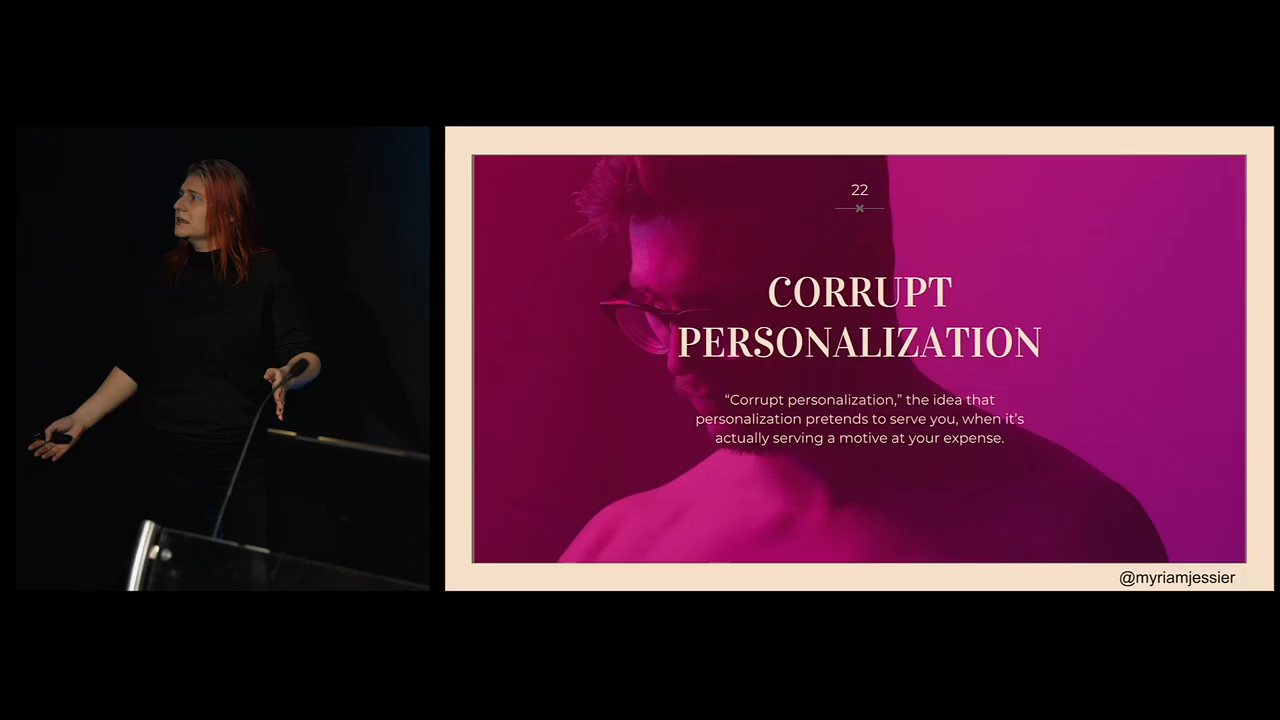 22
CORRUPT
PERSONALIZATION
“Corrupt personalization,” the idea that
personalization pretends to serve you, when it’s
actually serving a motive at your expense.
@myriamjessier